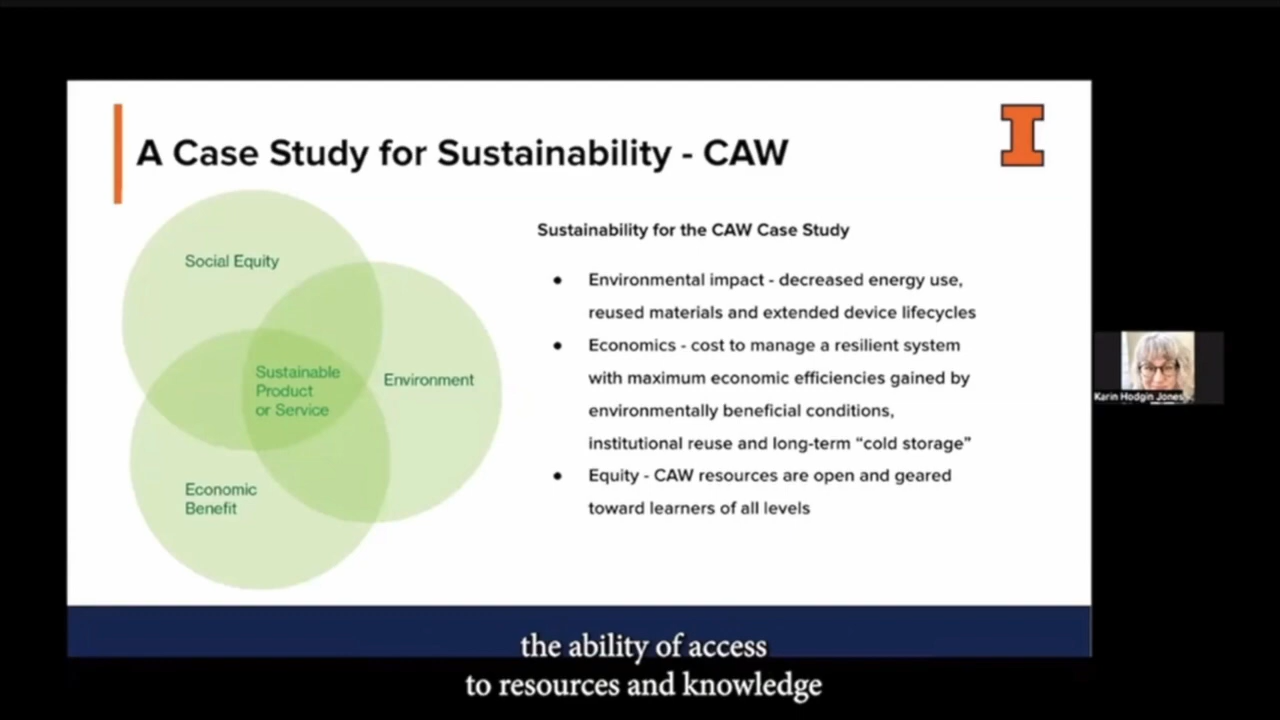 A Case Study for Sustainability - CAW
Social Equity
Sustainable
Product
or Service
Environment
Economic
Benefit
Sustainability for the CAW Case Study
● Environmental impact - decreased energy use,
reused materials and extended device lifecycles
● Economics - cost to manage a resilient system
with maximum economic efficiencies gained by
environmentally beneficial conditions,
institutional reuse and long-term “cold storage”
● Equity - CAW resources are open and geared
toward learners of all levels
I
Karin Hodgin Jones
the ability of access
to resources and knowledge